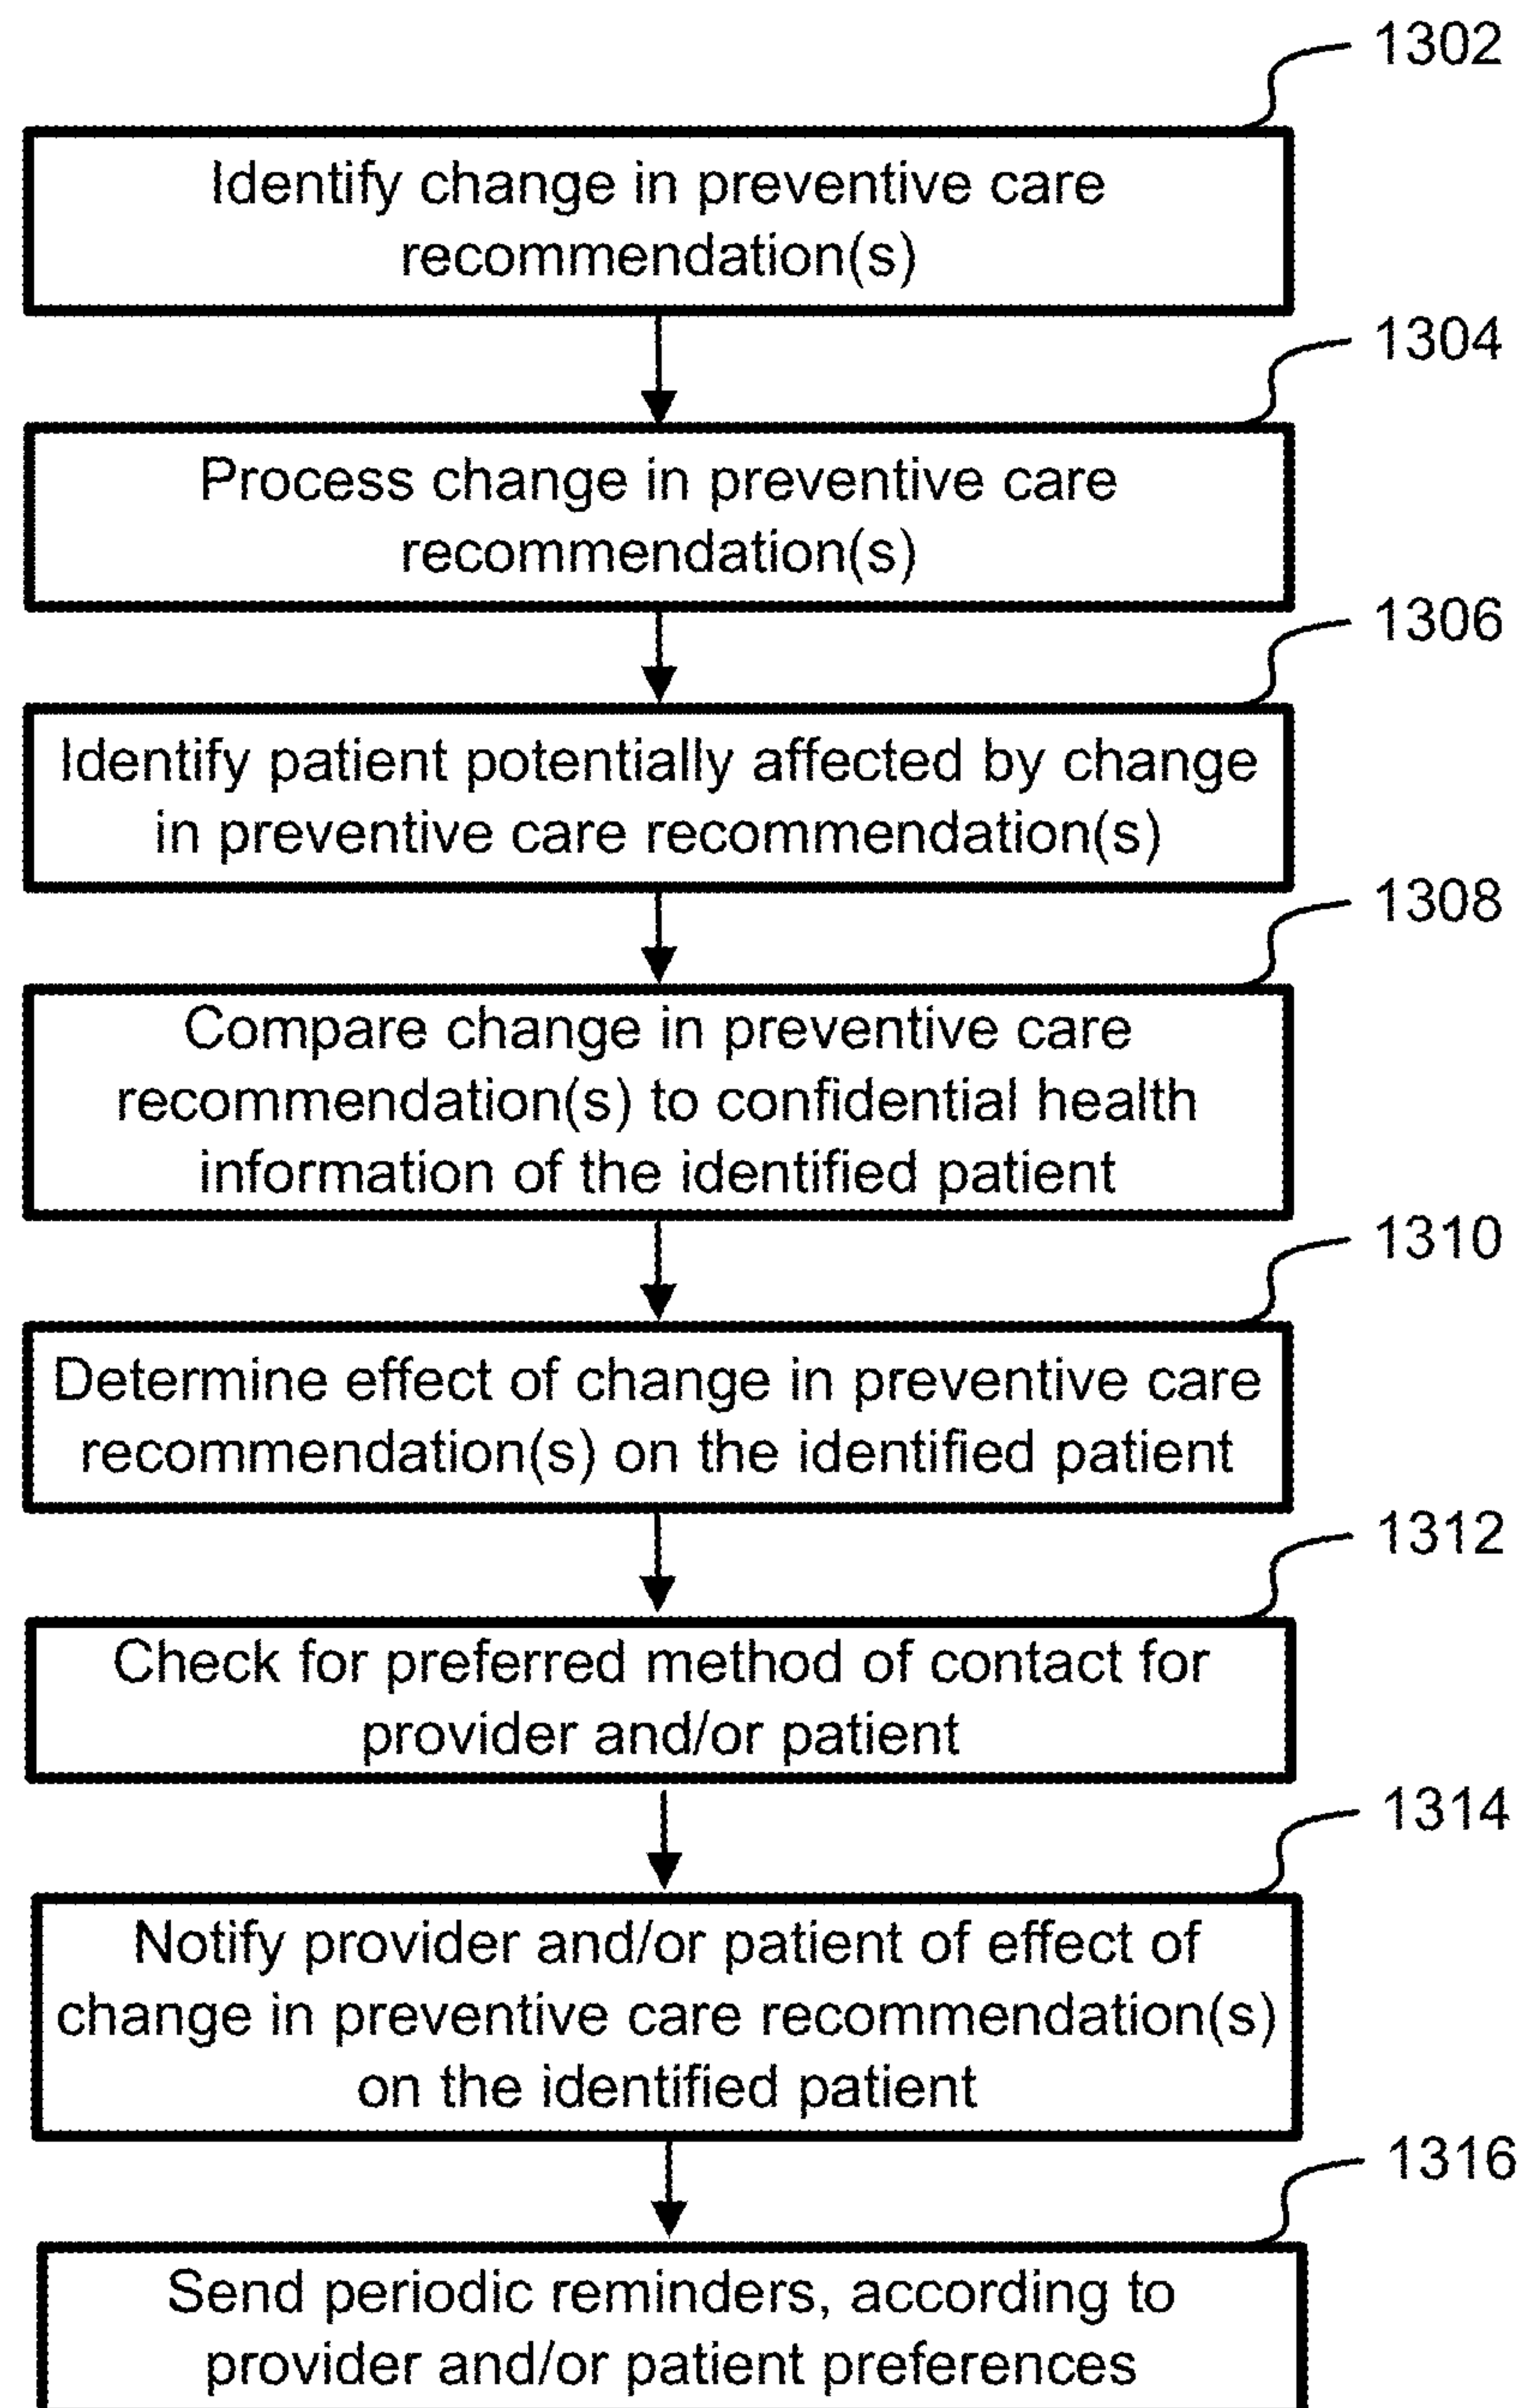 1302
Identify change in preventive care
recommendation(s)
1304
Process change in preventive care
recommendation(s)
1306
Identify patient potentially affected by change
in preventive care recommendation(s)
1308
Compare change in preventive care
recommendation(s) to confidential health
information of the identified patient
1310
Determine effect of change in preventive care
recommendation(s) on the identified patient
1312
Check for preferred method of contact for
provider and/or patient
1314
Notify provider and/or patient of effect of
change in preventive care recommendation(s)
on the identified patient
1316
Send periodic reminders, according to
provider and/or patient preferences